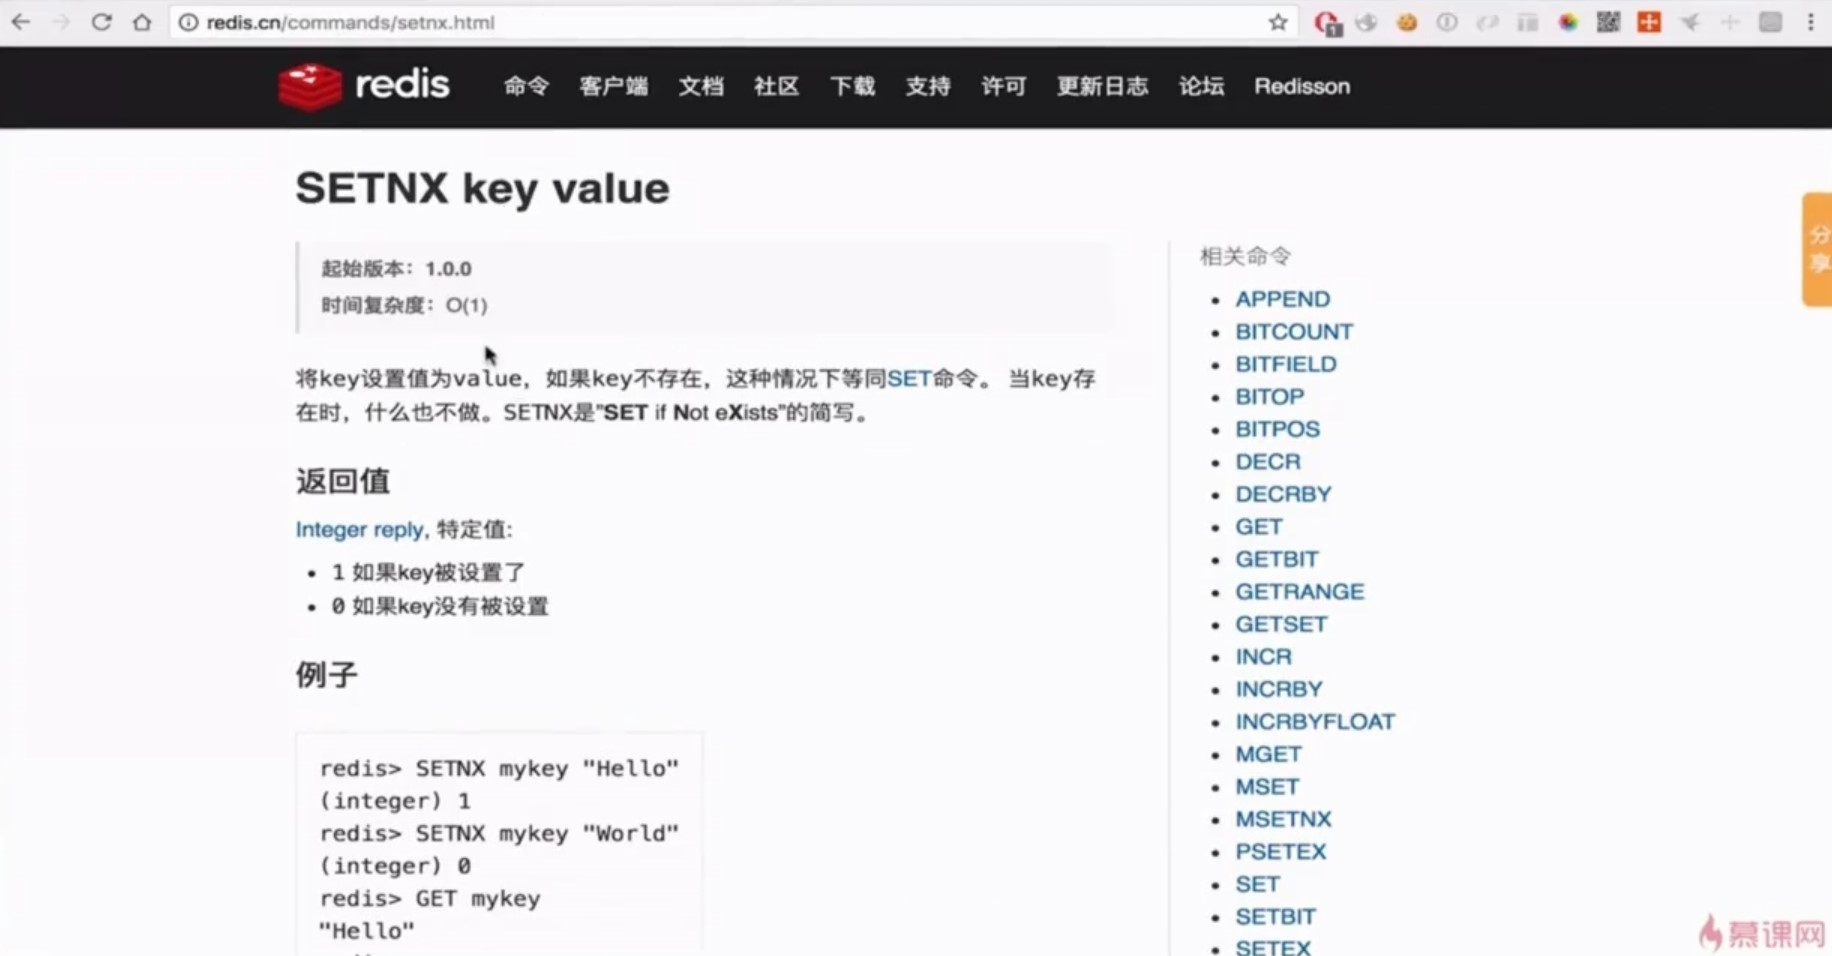 redis.cn/commands/setnx.html
1
redis 命令 客户端 文档 社区 下载 支持 许可 更新日志 论坛 Redisson
SETNX key value
起始版本：1.0.0
时间复杂度：O(1)
将key设置值为value，如果key不存在，这种情况下等同SET命令。 当key存
在时，什么也不做。SETNX是”SET if Not eXists”的简写。
返回值
Integer reply, 特定值:
1 如果key被设置了
0 如果key没有被设置
例子
redis> SETNX mykey "Hello"
(integer) 1
redis> SETNX mykey "World"
(integer) 0
redis> GET mykey
"Hello"
相关命令
APPEND
BITCOUNT
BITFIELD
BITOP
BITPOS
DECR
DECRBY
GET
GETBIT
GETRANGE
GETSET
INCR
INCRBY
INCRBYFLOAT
MGET
MSET
MSETNX
PSETEX
SET
SETBIT
SETEX
分
享
慕课网